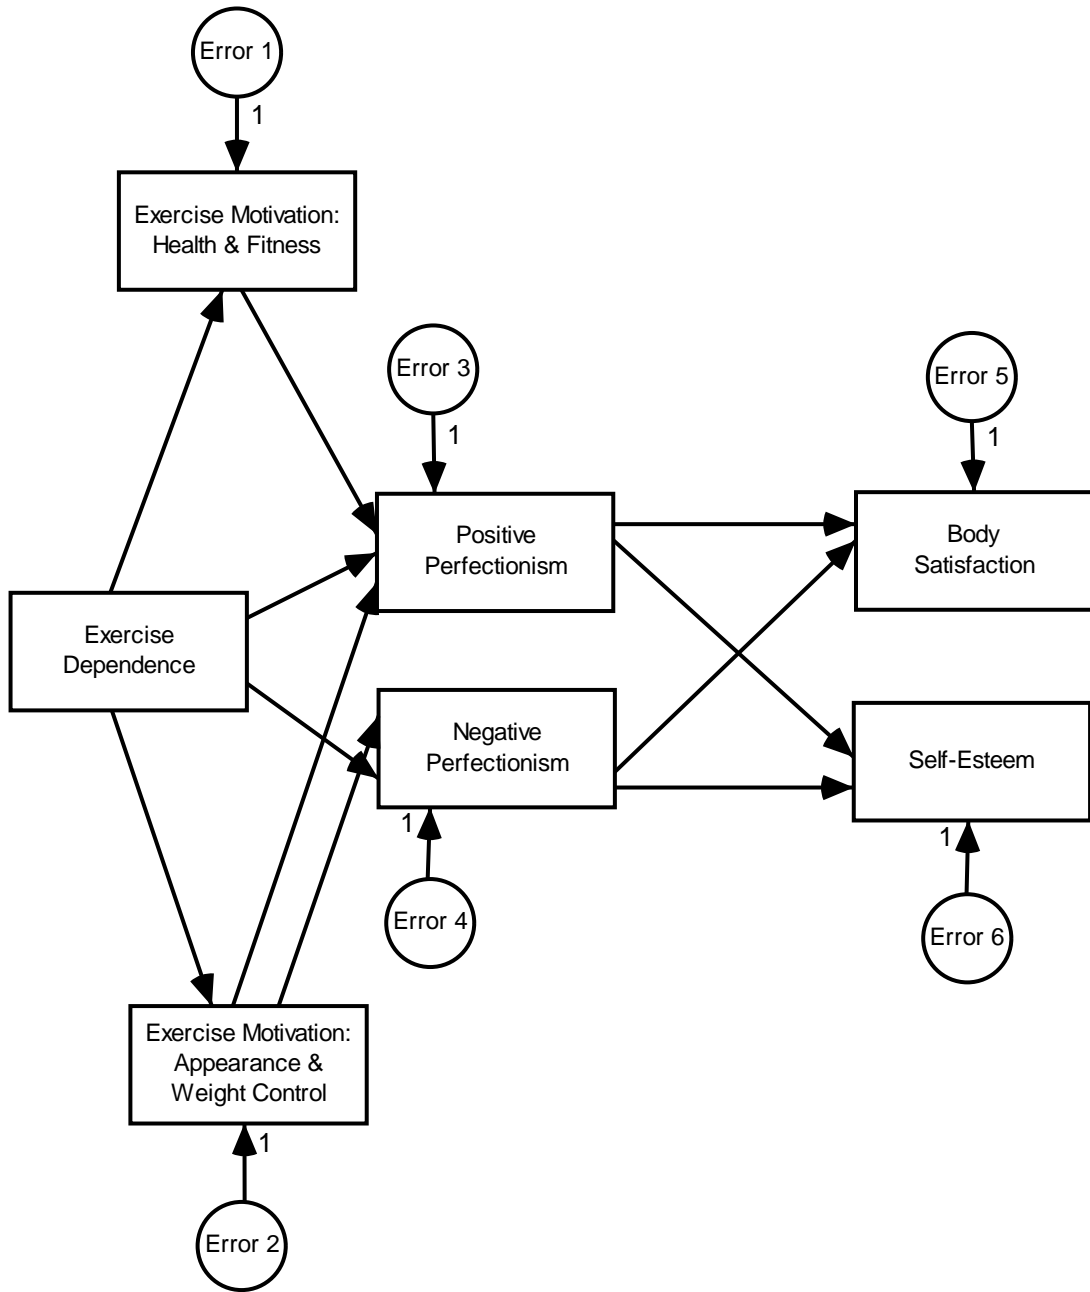 Error 1
1
Exercise Motivation:
Health & Fitness
Error 3
1
Error 5
1
Positive
Perfectionism
Body
Satisfaction
Exercise
Dependence
Negative
Perfectionism
Self-Esteem
1
Error 4
1
Error 6
Exercise Motivation:
Appearance &
Weight Control
1
Error 2